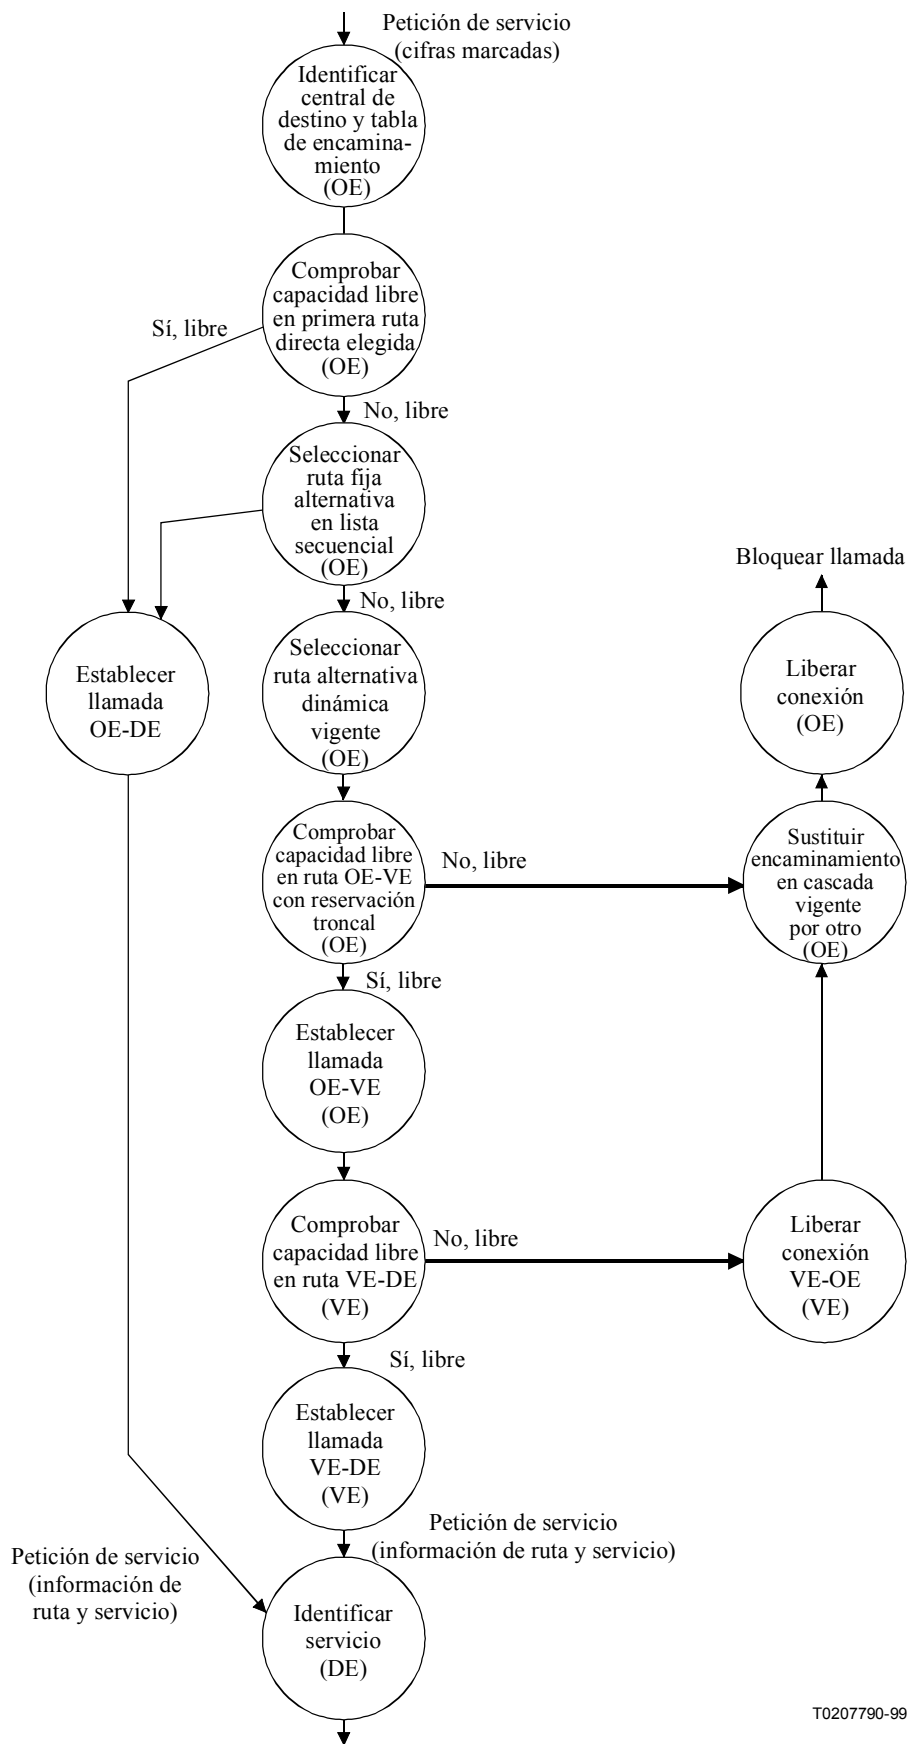 Petición de servicio
(cifras marcadas)
Identificar
central de
destino y tabla
de encamina-
miento
(OE)
Comprobar
capacidad libre
en primera ruta
directa elegida
(OE)
Sí, libre
No, libre
Seleccionar
ruta fija
alternativa
en lista
secuencial
(OE)
No, libre
Bloquear llamada
Establecer
llamada
OE-DE
Seleccionar
ruta alternativa
dinámica
vigente
(OE)
Liberar
conexión
(OE)
Comprobar
capacidad libre
en ruta OE-VE
con reservación
troncal
(OE)
No, libre
Sustituir
encaminamiento
en cascada
vigente
por otro
(OE)
Sí, libre
Establecer
llamada
OE-VE
(OE)
Comprobar
capacidad libre
en ruta VE-DE
(VE)
No, libre
Liberar
conexión
VE-OE
(VE)
Sí, libre
Establecer
llamada
VE-DE
(VE)
Petición de servicio
(información de ruta y servicio)
Petición de servicio
(información de
ruta y servicio)
Identificar
servicio
(DE)
T0207790-99